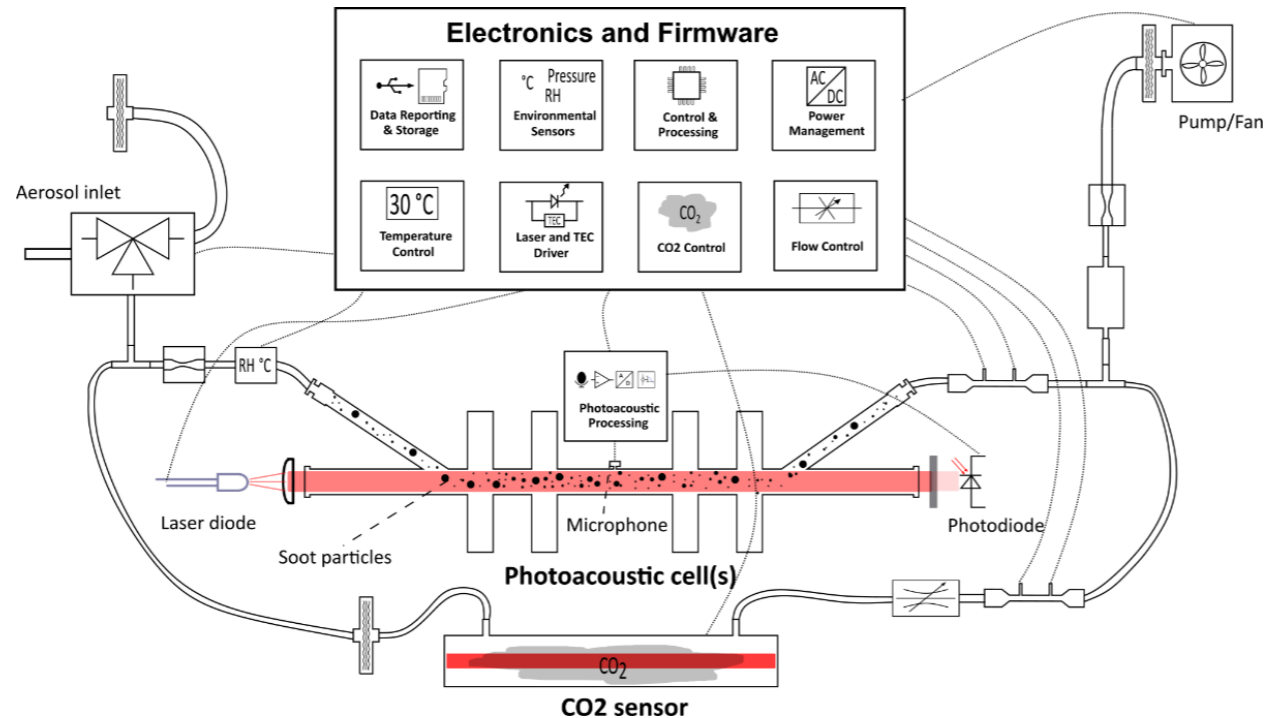 Electronics and Firmware
Data Reporting
& Storage
°C Pressure
RH
Environmental
Sensors
Control &
Processing
AC
DC
Power
Management
30 °C
Temperature
Control
TEC
Laser and TEC
Driver
CO2
CO2 Control
Flow Control
Pump/Fan
Aerosol inlet
RH °C
A
D
Photoacoustic
Processing
Laser diode
Soot particles
Microphone
Photodiode
Photoacoustic cell(s)
CO2
CO2 sensor